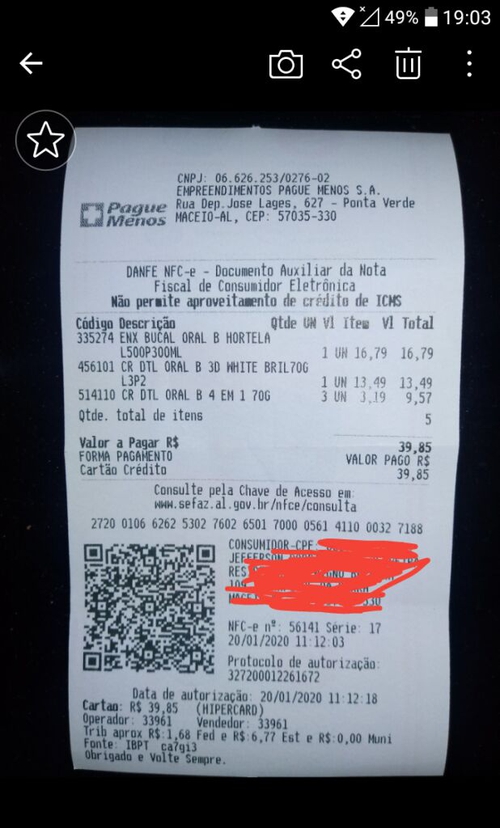 49% 19:03
CNPJ: 06.626.253/0276-02
EMPREENDIMENTOS PAGUE MENOS S.A.
Pague Menos
Rua Dep.Jose Lages, 627 - Ponta Verde
MACEIO-AL, CEP: 57035-330
DANFE NFC-e - Documento Auxiliar da Nota
Fiscal de Consumidor Eletrônica
Não permite aproveitamento de crédito de ICMS
Código Descrição Qtde UN Vl Item Vl Total
335274 ENX BUCAL ORAL B HORTELA
L500P300ML 1 UN 16,79 16,79
456101 CR DTL ORAL B 3D WHITE BRIL70G
L3P2 1 UN 13,49 13,49
514110 CR DTL ORAL B 4 EM 1 70G 3 UN 3,19 9,57
Qtde. total de itens 5
Valor a Pagar R$ 39,85
FORMA PAGAMENTO VALOR PAGO R$
Cartão Crédito 39,85
Consulte pela Chave de Acesso em:
www.sefaz.al.gov.br/nfce/consulta
2720 0106 6262 5302 7602 6501 7000 0561 4110 0032 7188
CONSUMIDOR-CPF:
JEFFERSON
RES
NFC-e nº: 56141 Série: 17
20/01/2020 11:12:03
Protocolo de autorização:
327200012261672
Data de autorização: 20/01/2020 11:12:18
Cartao: R$ 39,85 (HIPERCARD)
Operador: 33961 Vendedor: 33961
Trib aprox R$:1,68 Fed e R$:6,77 Est e R$:0,00 Muni
Fonte: IBPT ca7gi3
Obrigado e Volte Sempre.